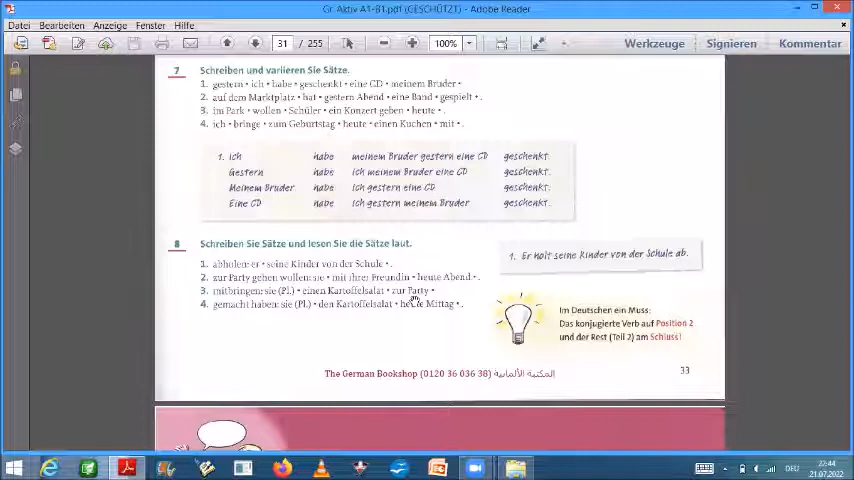 Gr. Aktiv A1-B1.pdf (GESCHÜTZT) - Adobe Reader
Datei Bearbeiten Anzeige Fenster Hilfe
31 / 255 100% Werkzeuge Signieren Kommentar
7 Schreiben und variieren Sie Sätze.
1. gestern • ich • habe • geschenkt • eine CD • meinem Bruder •
2. auf dem Marktplatz • hat • gestern Abend • eine Band • gespielt • .
3. im Park • wollen • Schüler • ein Konzert geben • heute • .
4. ich • bringe • zum Geburtstag • heute • einen Kuchen • mit • .
1. Ich habe meinem Bruder gestern eine CD geschenkt.
Gestern habe ich meinem Bruder eine CD geschenkt.
Meinem Bruder habe ich gestern eine CD geschenkt.
Eine CD habe ich gestern meinem Bruder geschenkt.
8 Schreiben Sie Sätze und lesen Sie die Sätze laut.
1. abholen: er • seine Kinder von der Schule • .
2. zur Party gehen wollen: sie • mit ihrer Freundin • heute Abend • .
3. mitbringen: sie (Pl.) • einen Kartoffelsalat • zur Party •
4. gemacht haben: sie (Pl.) • den Kartoffelsalat • heute Mittag • .
1. Er holt seine Kinder von der Schule ab.
Im Deutschen ein Muss:
Das konjugierte Verb auf Position 2
und der Rest (Teil 2) am Schluss!
The German Bookshop (0120 36 036 38) المكتبة الألمانية
33
DEU
22:44
21.07.2022